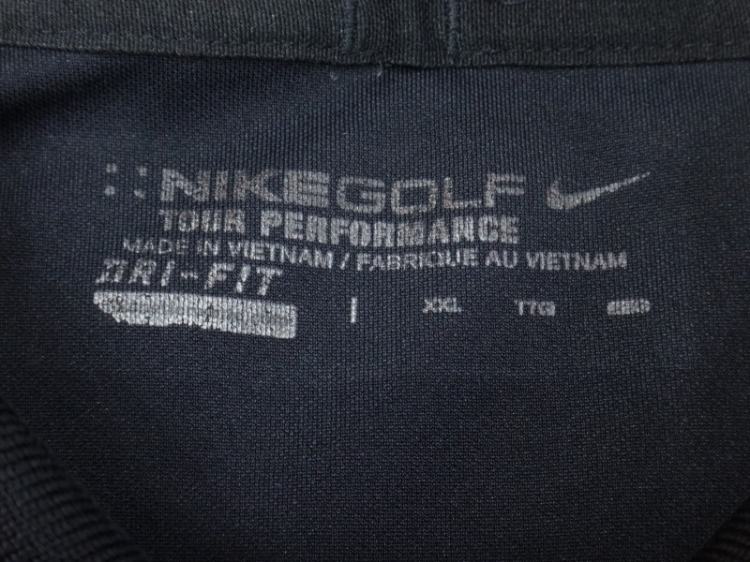 NIKEGOLF
TOUR PERFORMANCE
MADE IN VIETNAM / FABRIQUE AU VIETNAM
DRI-FIT
XXL TTG